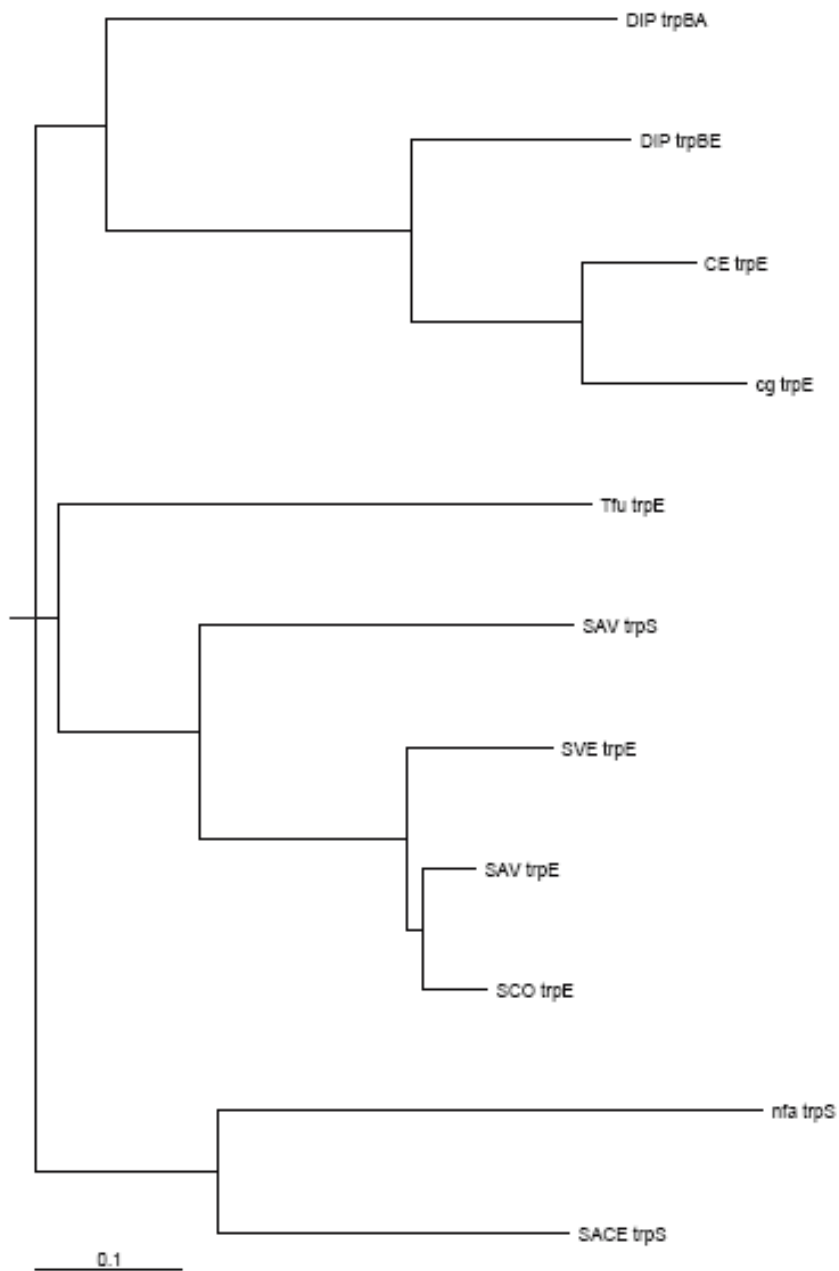 DIP trpBA
DIP trpBE
CE trpE
cg trpE
Tfu trpE
SAV trpS
SVE trpE
SAV trpE
SCO trpE
nfa trpS
SACE trpS
0.1